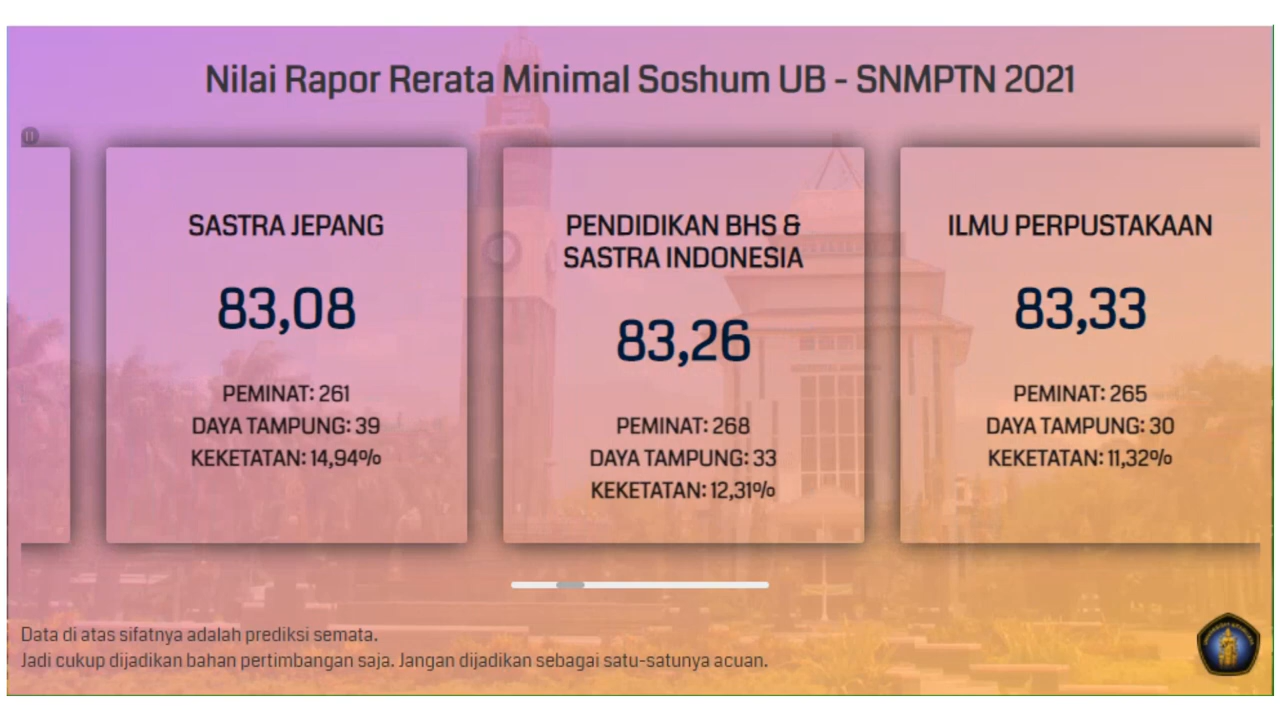 Nilai Rapor Rerata Minimal Soshum UB - SNMPTN 2021
SASTRA JEPANG
83,08
PEMINAT: 261
DAYA TAMPUNG: 39
KEKETATAN: 14,94%
PENDIDIKAN BHS &
SASTRA INDONESIA
83,26
PEMINAT: 268
DAYA TAMPUNG: 33
KEKETATAN: 12,31%
ILMU PERPUSTAKAAN
83,33
PEMINAT: 265
DAYA TAMPUNG: 30
KEKETATAN: 11,32%
Data di atas sifatnya adalah prediksi semata.
Jadi cukup dijadikan bahan pertimbangan saja. Jangan dijadikan sebagai satu-satunya acuan.